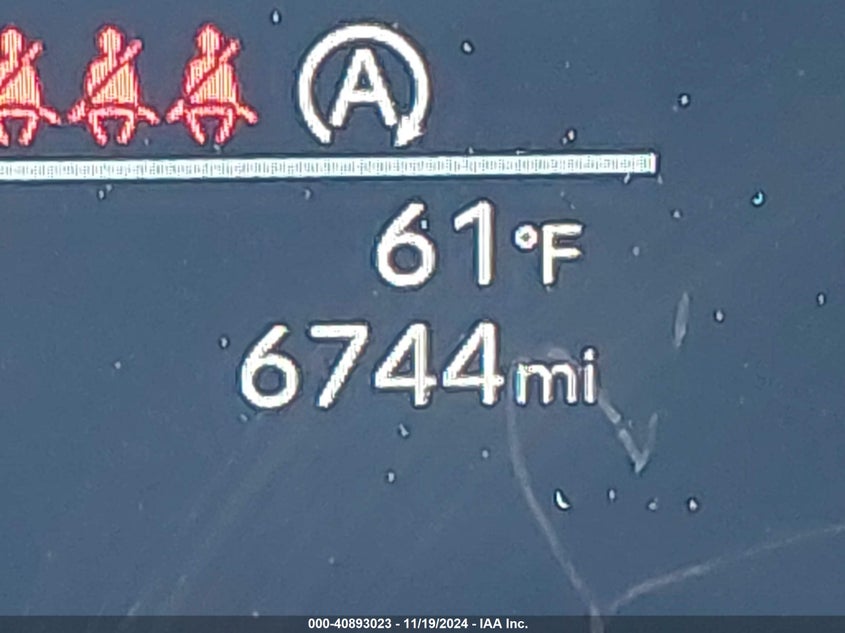 A
61°F
6744mi
000-40893023 - 11/19/2024 - IAA Inc.